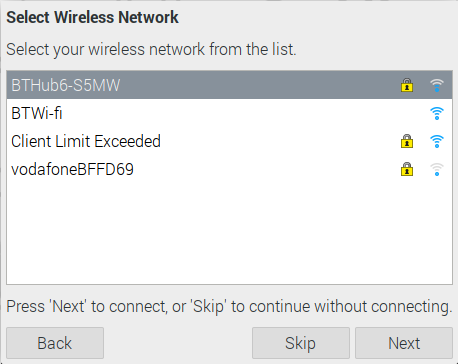 Select Wireless Network
Select your wireless network from the list.
BTHub6-S5MW
BTWi-fi
Client Limit Exceeded
vodafoneBFFD69
Press 'Next' to connect, or 'Skip' to continue without connecting.
Back Skip Next